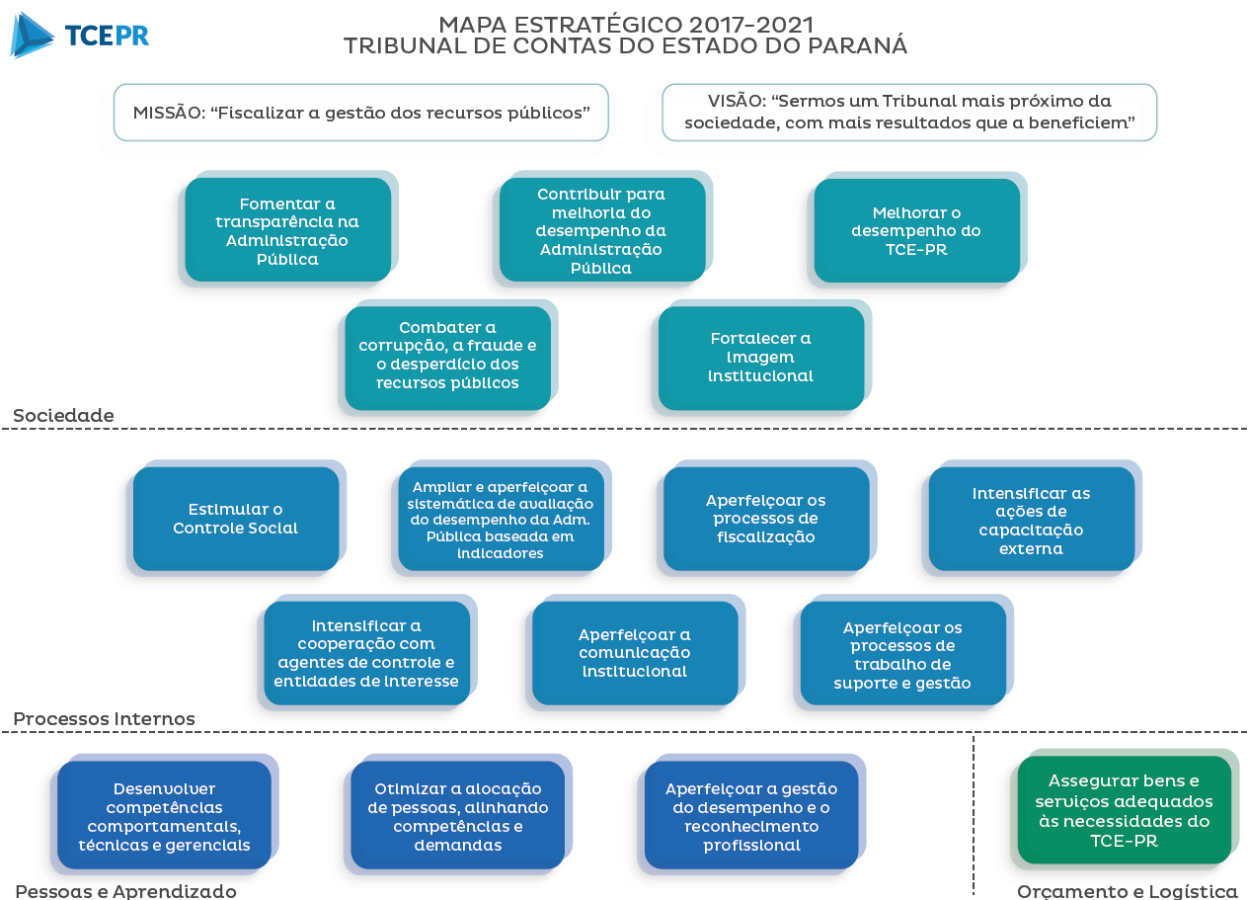 TCEPR
MAPA ESTRATÉGICO 2017-2021
TRIBUNAL DE CONTAS DO ESTADO DO PARANÁ
MISSÃO: “Fiscalizar a gestão dos recursos públicos”
VISÃO: “Sermos um Tribunal mais próximo da
sociedade, com mais resultados que a beneficiem”
Fomentar a
transparência na
Administração
Pública
Contribuir para
melhoria do
desempenho da
Administração
Pública
Melhorar o
desempenho do
TCE-PR
Combater a
corrupção, a fraude e
o desperdício dos
recursos públicos
Fortalecer a
imagem
institucional
Sociedade
Estimular o
Controle Social
Ampliar e aperfeiçoar a
sistemática de avaliação
do desempenho da Adm.
Pública baseada em
indicadores
Aperfeiçoar os
processos de
fiscalização
Intensificar as
ações de
capacitação
externa
Intensificar a
cooperação com
agentes de controle e
entidades de interesse
Aperfeiçoar a
comunicação
institucional
Aperfeiçoar os
processos de
trabalho de
suporte e gestão
Processos Internos
Desenvolver
competências
comportamentais,
técnicas e gerenciais
Otimizar a alocação
de pessoas, alinhando
competências e
demandas
Aperfeiçoar a gestão
do desempenho e o
reconhecimento
profissional
Assegurar bens e
serviços adequados
às necessidades do
TCE-PR
Pessoas e Aprendizado
Orçamento e Logística